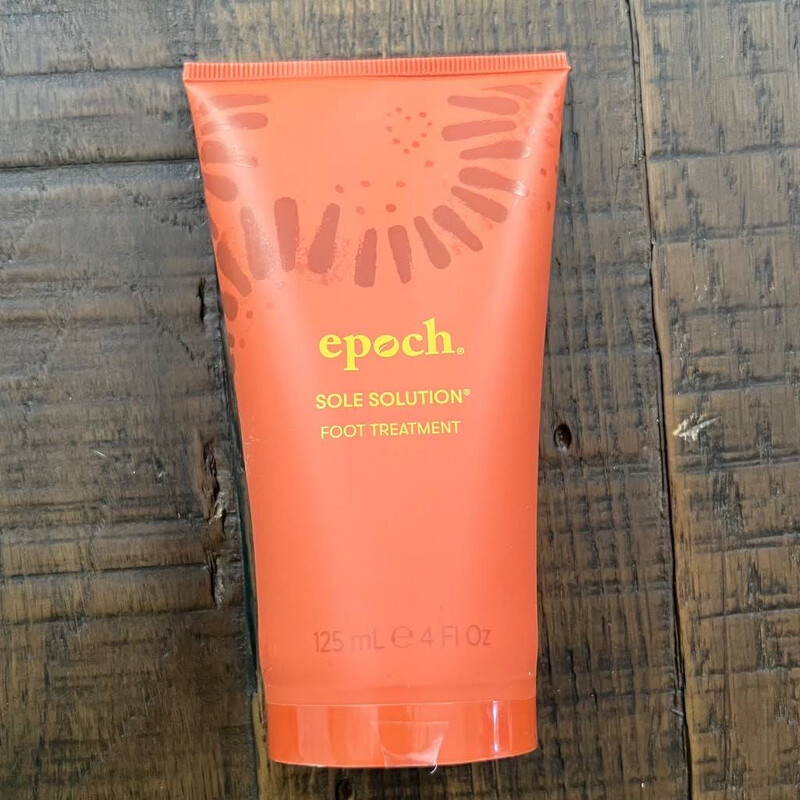 epoch®
SOLE SOLUTION®
FOOT TREATMENT
125 mL ℮ 4 Fl Oz